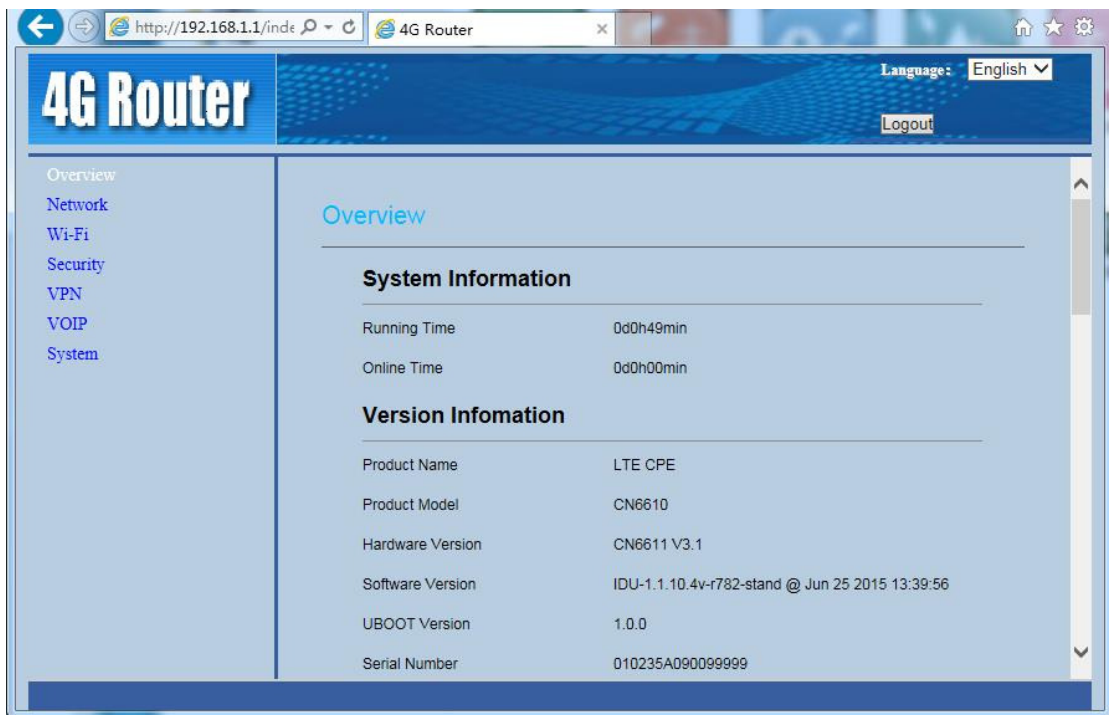 http://192.168.1.1/inde
4G Router
4G Router
Language: English
Logout
Overview
Network
Wi-Fi
Security
VPN
VOIP
System
Overview
System Information
Running Time 0d0h49min
Online Time 0d0h00min
Version Infomation
Product Name LTE CPE
Product Model CN6610
Hardware Version CN6611 V3.1
Software Version IDU-1.1.10.4v-r782-stand @ Jun 25 2015 13:39:56
UBOOT Version 1.0.0
Serial Number 010235A090099999